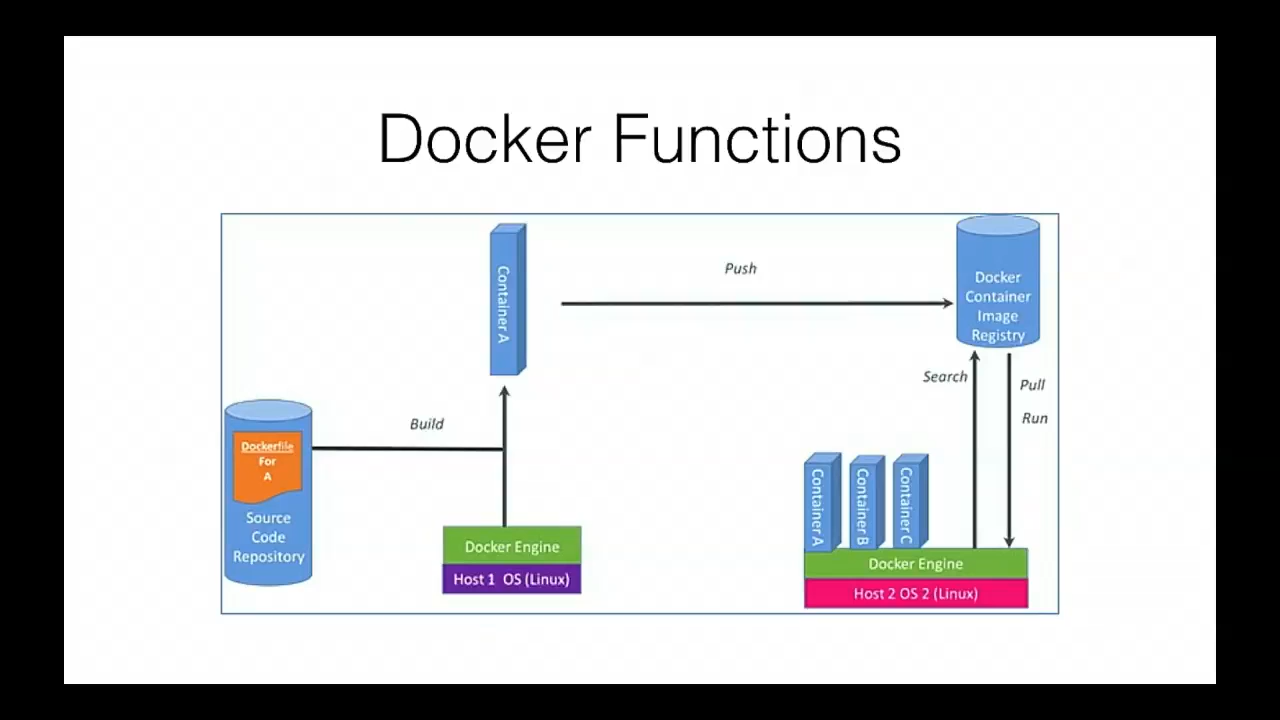 Docker Functions
Container A
Push
Docker
Container
Image
Registry
Search
Pull
Run
Build
Dockerfile
For
A
Source
Code
Repository
Docker Engine
Host 1 OS (Linux)
Container A
Container B
Container C
Docker Engine
Host 2 OS 2 (Linux)